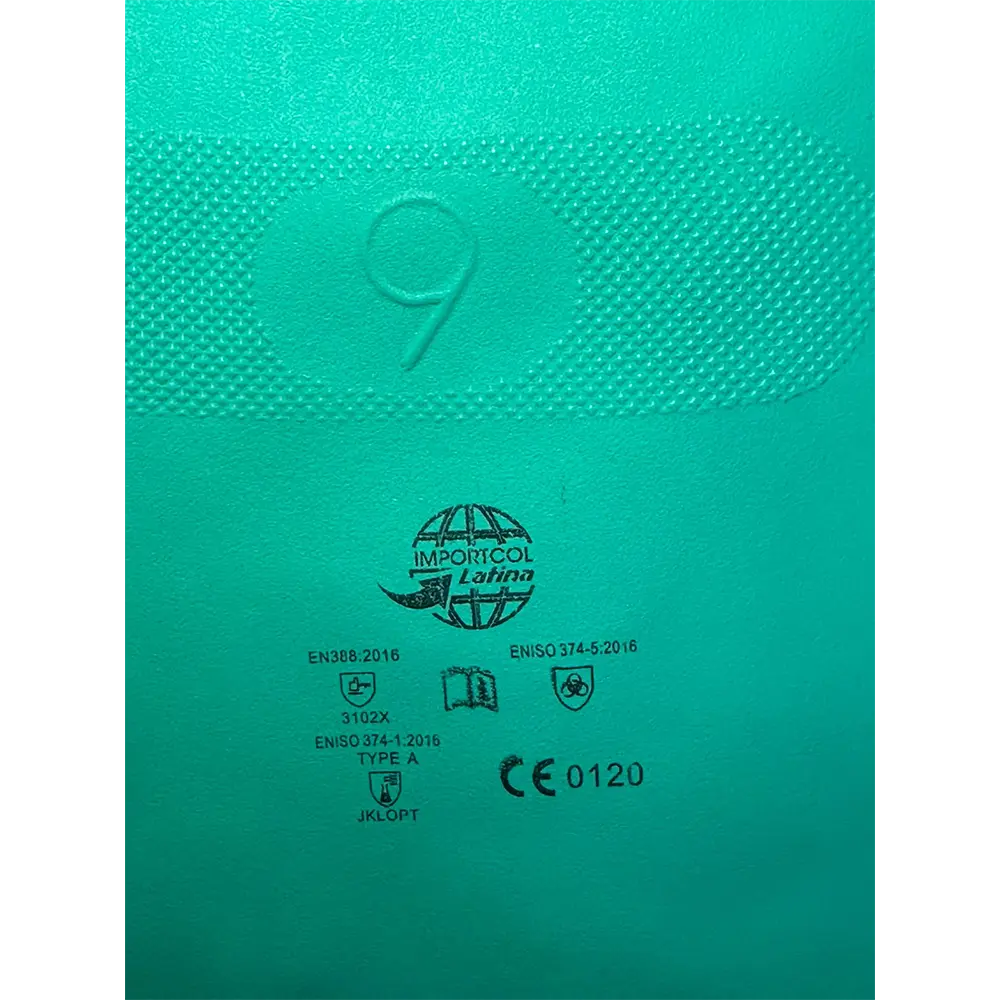 9
IMPORTCOL
Latina
EN388:2016
3102X
ENISO 374-1:2016
TYPE A
JKLOPT
ENISO 374-5:2016
CE 0120